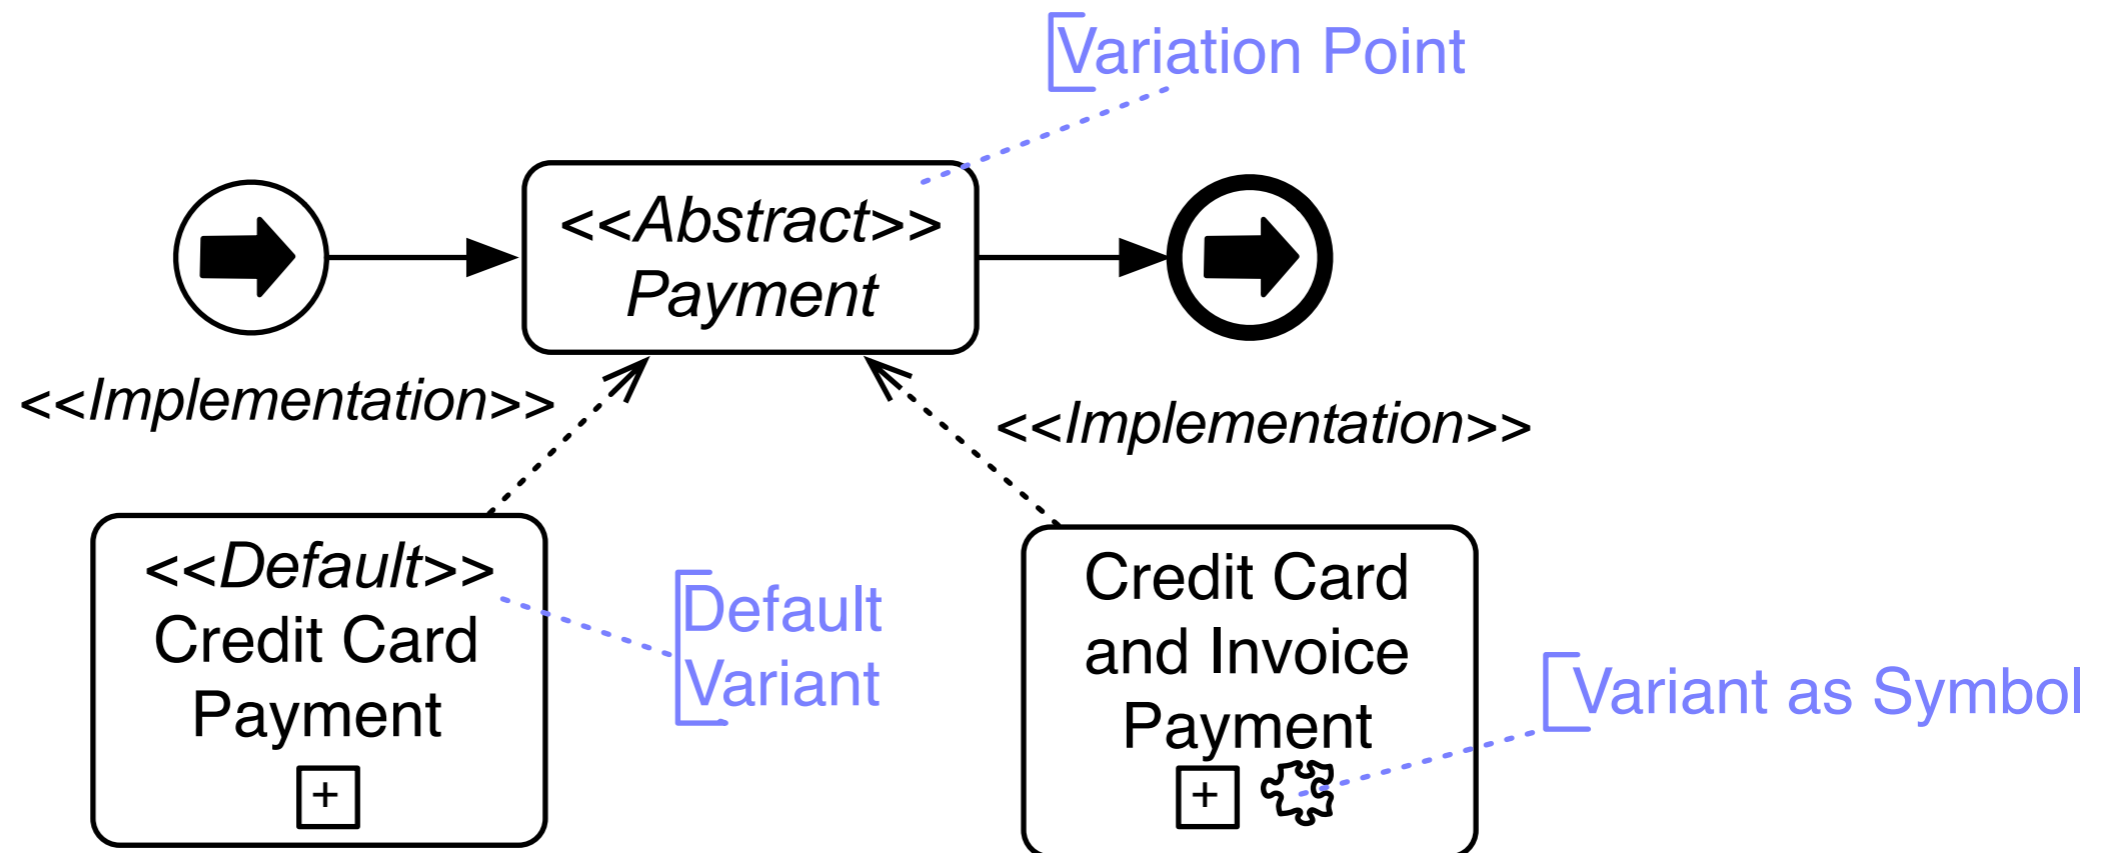 Variation Point
<<Abstract>>
Payment
<<Implementation>>
<<Implementation>>
<<Default>>
Credit Card
Payment
+
Default
Variant
Credit Card
and Invoice
Payment
+
Variant as Symbol